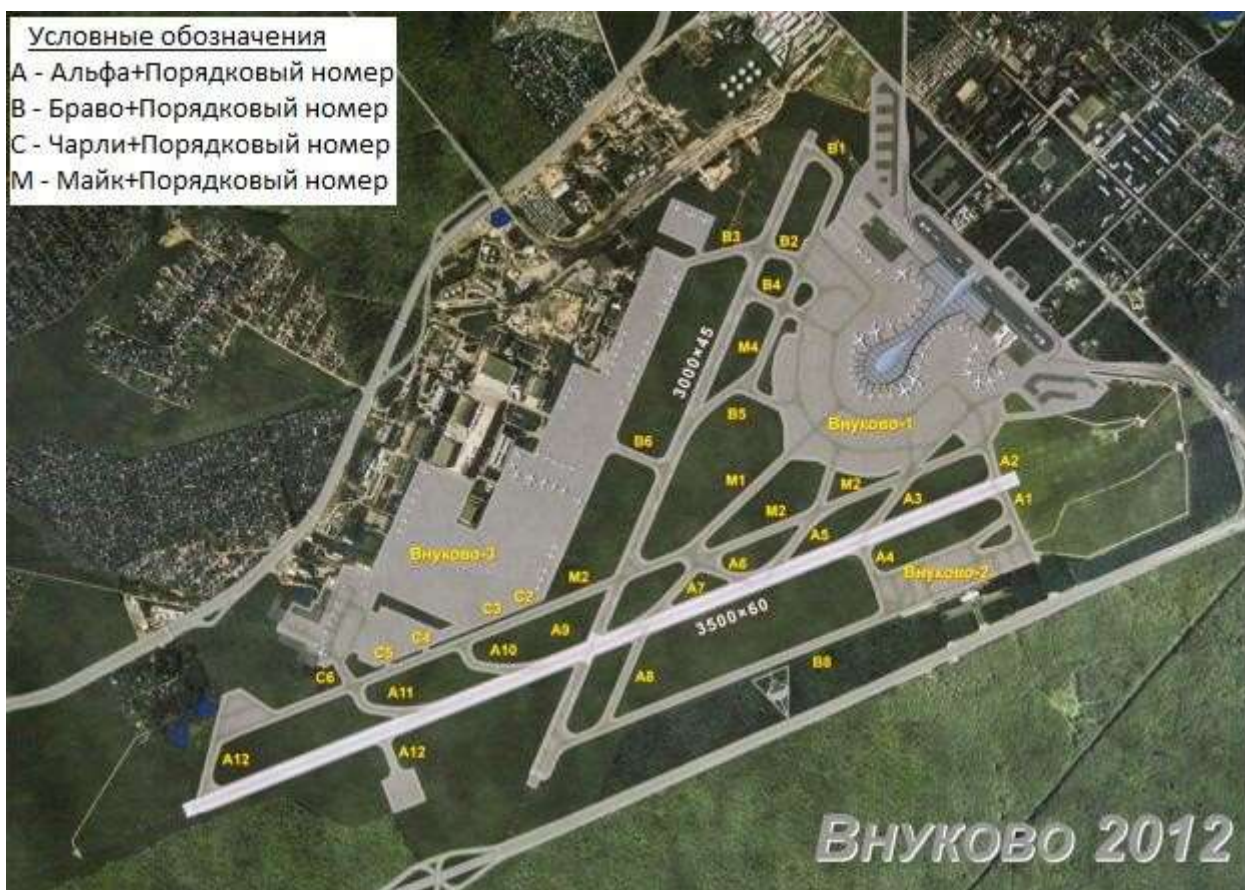 Условные обозначения
А - Альфа+Порядковый номер
В - Браво+Порядковый номер
С - Чарли+Порядковый номер
М - Майк+Порядковый номер
B1
B3
B2
B4
M4
3000×45
B5
Внуково-1
B6
A2
M1
M2
A3
A1
M2
A5
Внуково-3
A4
A6
Внуково-2
M2
A7
C2
C3
3500×60
A9
C4
A10
C5
B8
C6
A8
A11
A12
A12
Внуково 2012